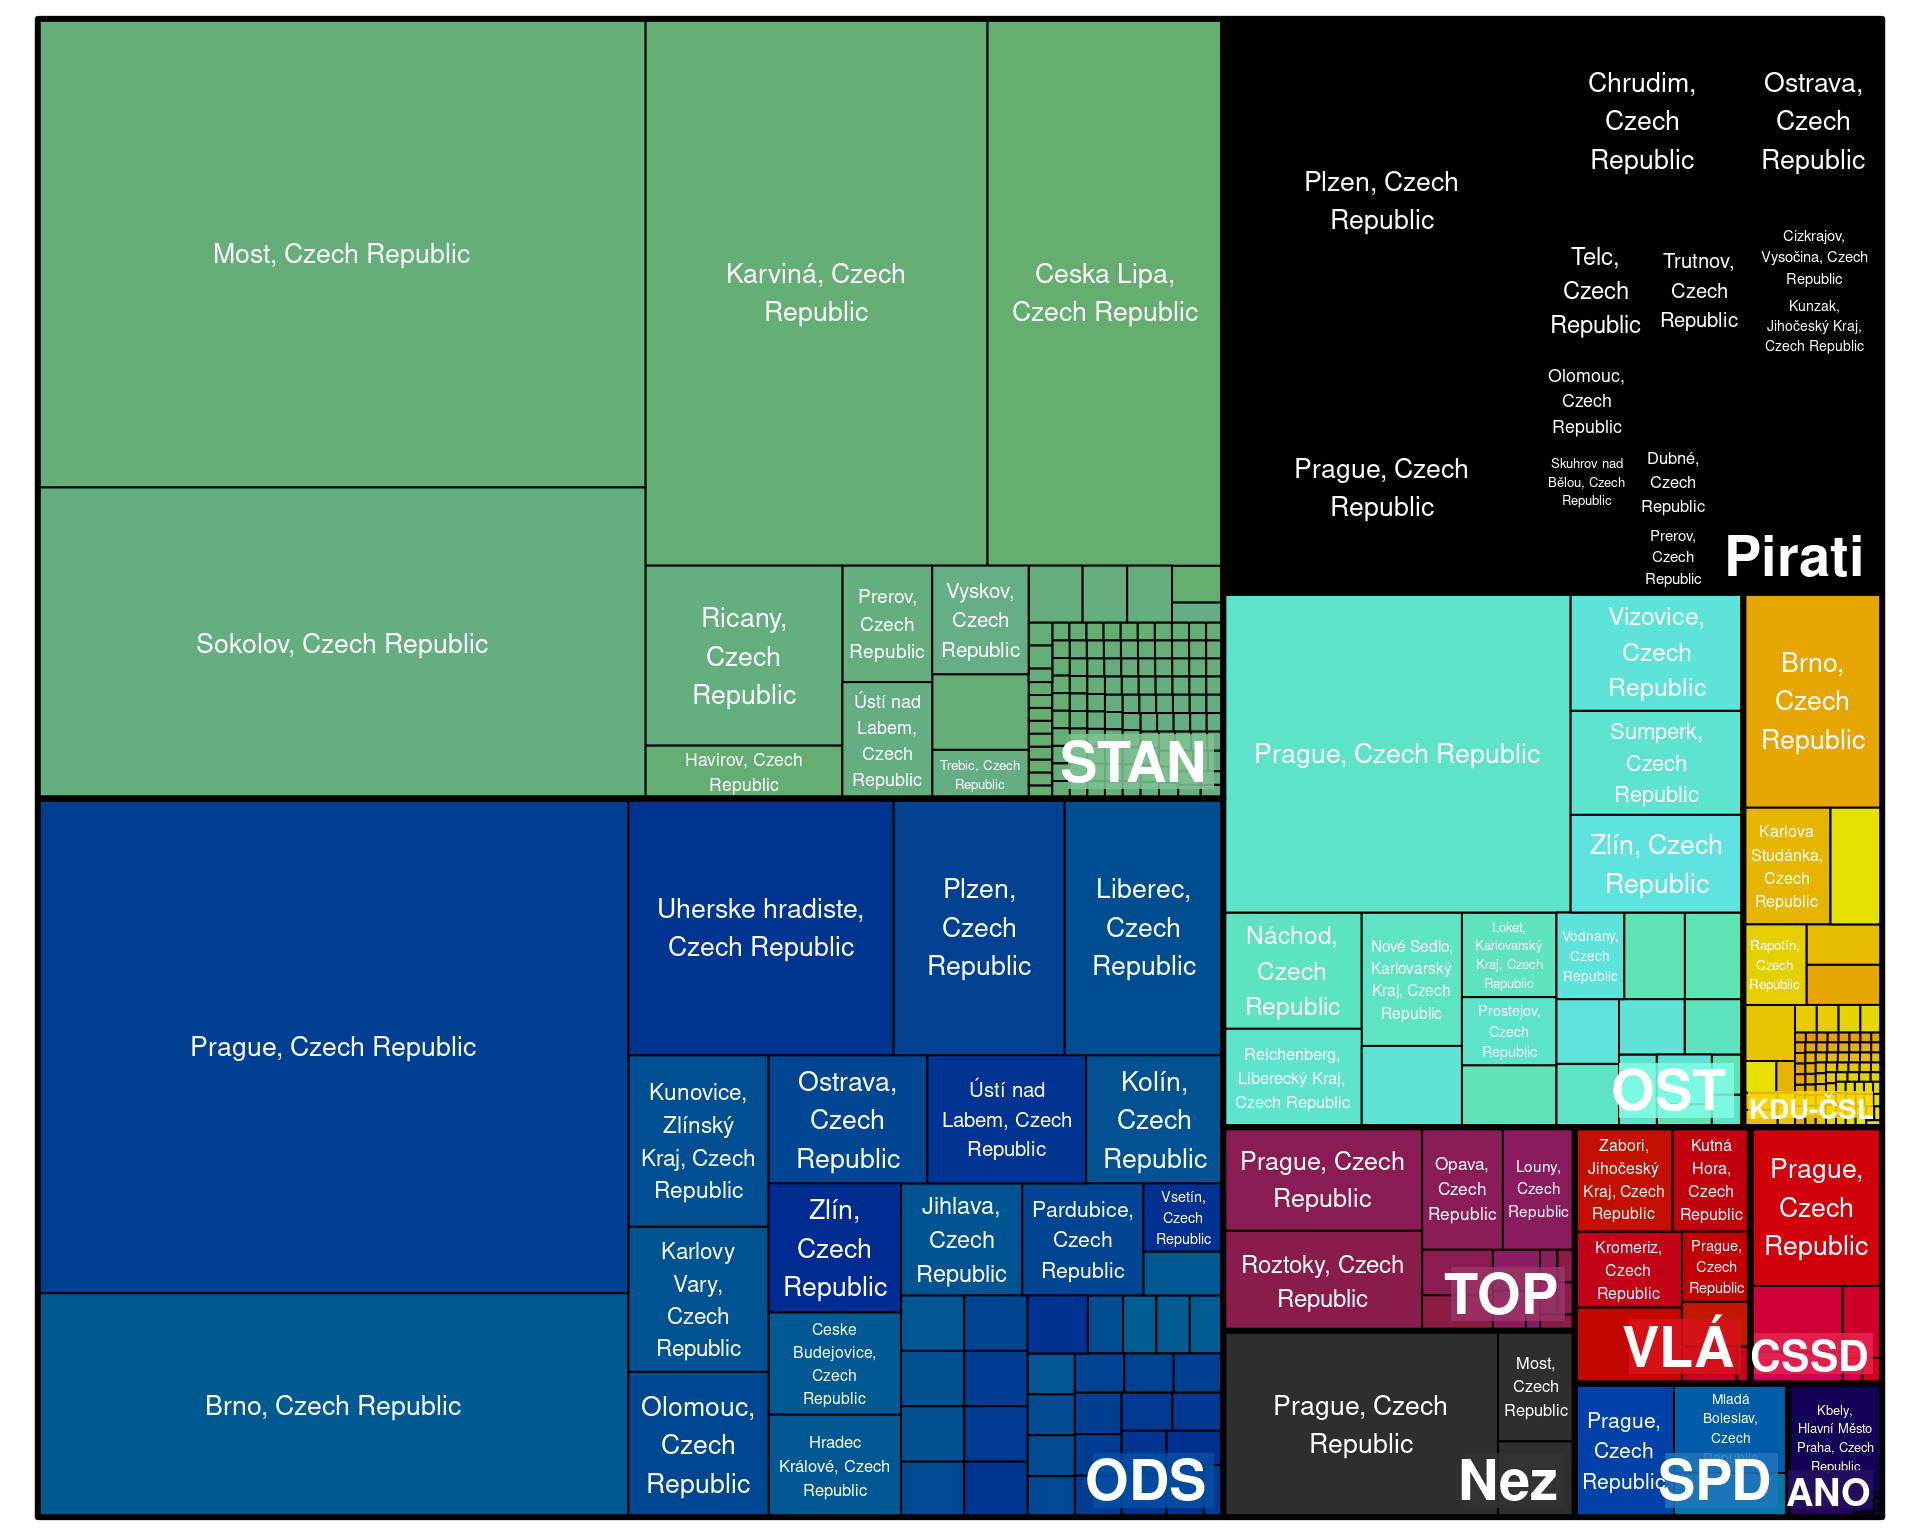 Most, Czech Republic
Sokolov, Czech Republic
Karviná, Czech
Republic
Ceska Lipa,
Czech Republic
Ricany,
Czech
Republic
Havirov, Czech
Republic
Prerov,
Czech
Republic
Ústí nad
Labem,
Czech
Republic
Vyskov,
Czech
Republic
Trebic, Czech
Republic
STAN
Plzen, Czech
Republic
Prague, Czech
Republic
Chrudim,
Czech
Republic
Ostrava,
Czech
Republic
Telc,
Czech
Republic
Trutnov,
Czech
Republic
Cizkrajov,
Vysočina, Czech
Republic
Kunzak,
Jihočeský Kraj,
Czech Republic
Olomouc,
Czech
Republic
Skuhrov nad
Bělou, Czech
Republic
Dubné,
Czech
Republic
Prerov,
Czech
Republic
Pirati
Prague, Czech Republic
Brno, Czech Republic
Uherske hradiste,
Czech Republic
Plzen,
Czech
Republic
Liberec,
Czech
Republic
Kunovice,
Zlínský
Kraj, Czech
Republic
Karlovy
Vary,
Czech
Republic
Olomouc,
Czech
Republic
Ostrava,
Czech
Republic
Ústí nad
Labem, Czech
Republic
Kolín,
Czech
Republic
Zlín,
Czech
Republic
Jihlava,
Czech
Republic
Pardubice,
Czech
Republic
Vsetín,
Czech
Republic
Ceske
Budejovice,
Czech
Republic
Hradec
Králové, Czech
Republic
ODS
Prague, Czech Republic
Vizovice,
Czech
Republic
Sumperk,
Czech
Republic
Zlín, Czech
Republic
Náchod,
Czech
Republic
Reichenberg,
Liberecký Kraj,
Czech Republic
Nové Sedlo,
Karlovarský
Kraj, Czech
Republic
Loket,
Karlovarský
Kraj, Czech
Republic
Prostejov,
Czech
Republic
Vodnany,
Czech
Republic
OST
Brno,
Czech
Republic
Karlova
Studánka,
Czech
Republic
Rapotín,
Czech
Republic
KDU-ČSL
Prague, Czech
Republic
Roztoky, Czech
Republic
Opava,
Czech
Republic
Louny,
Czech
Republic
TOP
Zabori,
Jihočeský
Kraj, Czech
Republic
Kutná
Hora,
Czech
Republic
Kromeriz,
Czech
Republic
Prague,
Czech
Republic
VLÁ
Prague,
Czech
Republic
CSSD
Prague, Czech
Republic
Most,
Czech
Republic
Nez
Prague,
Czech
Republic
Mladá
Boleslav,
Czech
Republic
SPD
Kbely,
Hlavní Město
Praha, Czech
Republic
ANO